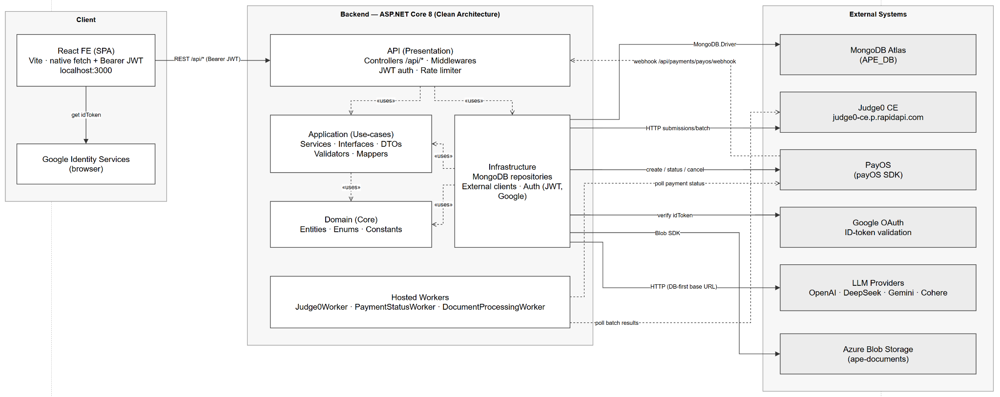 Client
React FE (SPA)
Vite · native fetch + Bearer JWT
localhost:3000
get idToken
Google Identity Services
(browser)
REST /api/* (Bearer JWT)
Backend — ASP.NET Core 8 (Clean Architecture)
API (Presentation)
Controllers /api/* · Middlewares
JWT auth · Rate limiter
«uses»
«uses»
Application (Use-cases)
Services · Interfaces · DTOs
Validators · Mappers
«uses»
«uses»
Domain (Core)
Entities · Enums · Constants
«uses»
Infrastructure
MongoDB repositories
External clients · Auth (JWT,
Google)
Hosted Workers
Judge0Worker · PaymentStatusWorker · DocumentProcessingWorker
MongoDB.Driver
webhook /api/payments/payos/webhook
HTTP submissions/batch
create / status / cancel
poll payment status
verify idToken
Blob SDK
HTTP (DB-first base URL)
poll batch results
External Systems
MongoDB Atlas
(APE_DB)
Judge0 CE
judge0-ce.p.rapidapi.com
PayOS
(payOS SDK)
Google OAuth
ID-token validation
LLM Providers
OpenAI · DeepSeek · Gemini · Cohere
Azure Blob Storage
(ape-documents)